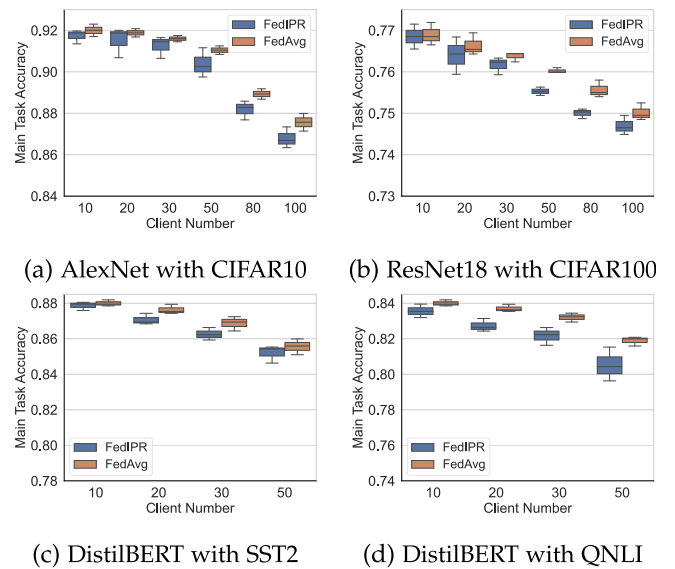 Main Task Accuracy
0.92
0.90
0.88
0.86
0.84
FedIPR
FedAvg
10 20 30 50 80 100
Client Number
(a) AlexNet with CIFAR10
Main Task Accuracy
0.77
0.76
0.75
0.74
0.73
FedIPR
FedAvg
10 20 30 50 80 100
Client Number
(b) ResNet18 with CIFAR100
Main Task Accuracy
0.88
0.86
0.84
0.82
0.80
0.78
FedIPR
FedAvg
10 20 30 50
Client Number
(c) DistilBERT with SST2
Main Task Accuracy
0.84
0.82
0.80
0.78
0.76
0.74
FedIPR
FedAvg
10 20 30 50
Client Number
(d) DistilBERT with QNLI